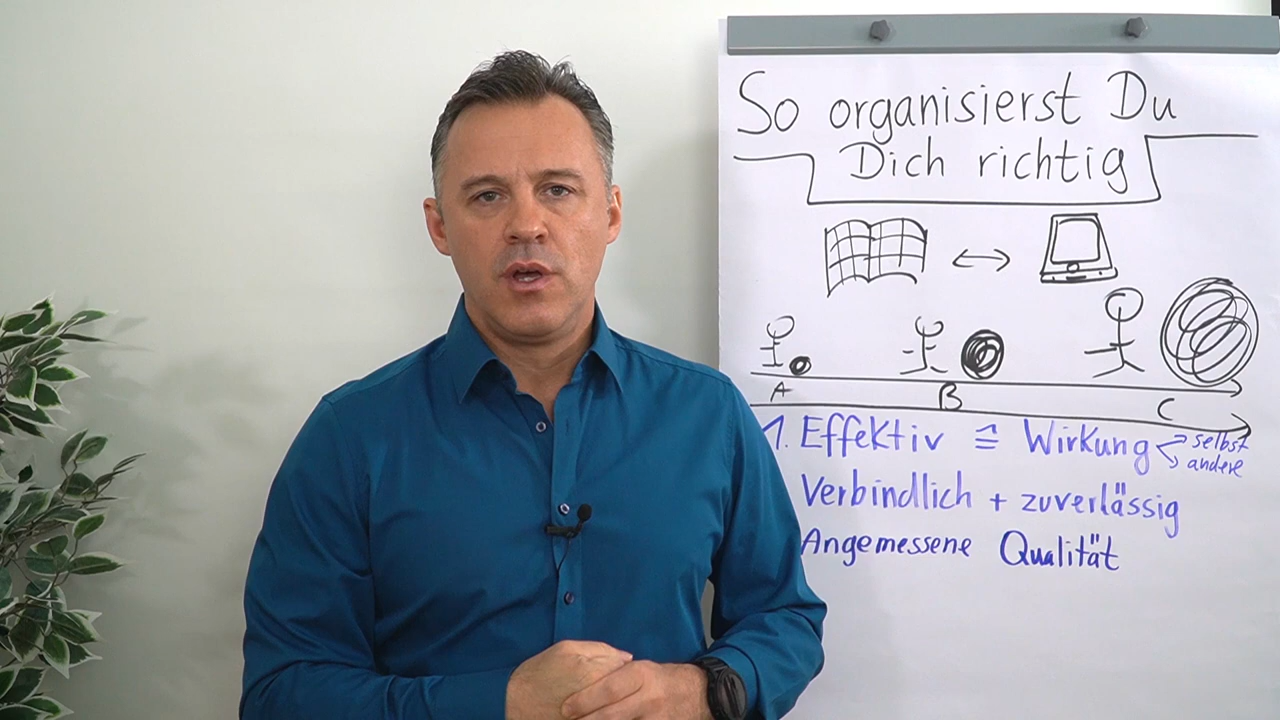 So organisierst Du
Dich richtig
A B C
1. Effektiv ≙ Wirkung selbst
andere
Verbindlich + zuverlässig
Angemessene Qualität